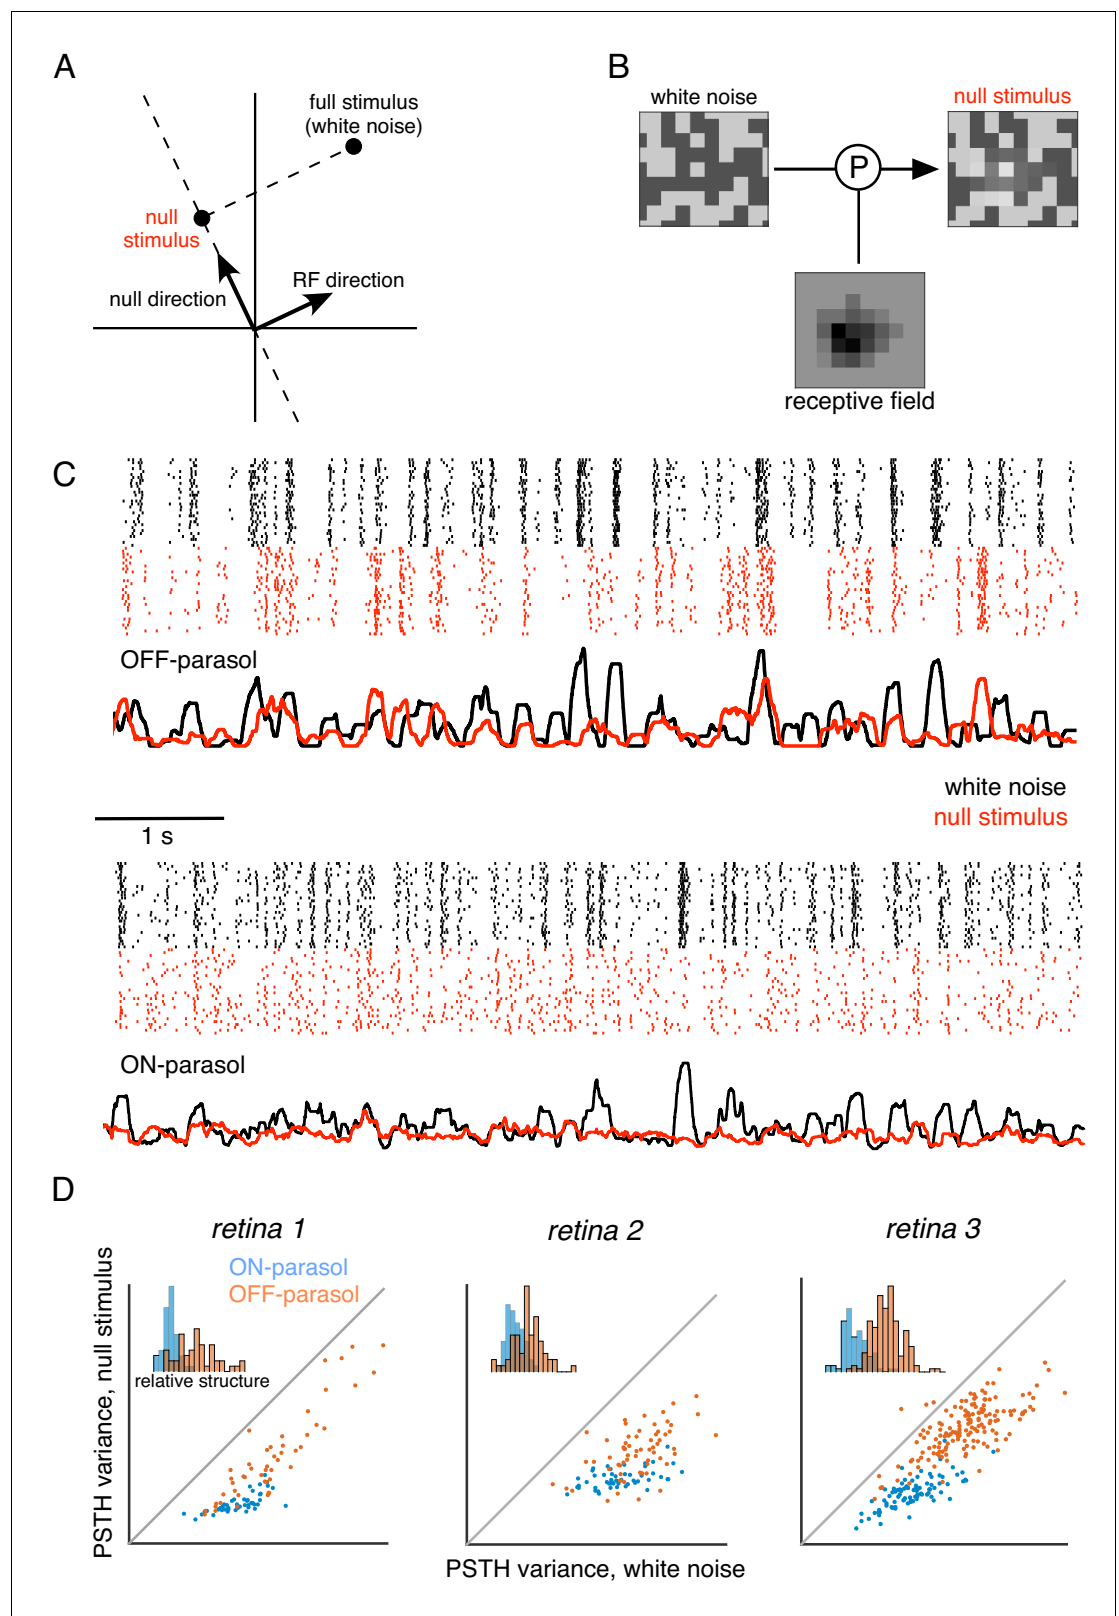 A
full stimulus
(white noise)
null
stimulus
null direction
RF direction
B
white noise
null stimulus
P
receptive field
C
OFF-parasol
white noise
null stimulus
1 s
ON-parasol
D
retina 1
retina 2
retina 3
ON-parasol
OFF-parasol
relative structure
PSTH variance, null stimulus
PSTH variance, white noise